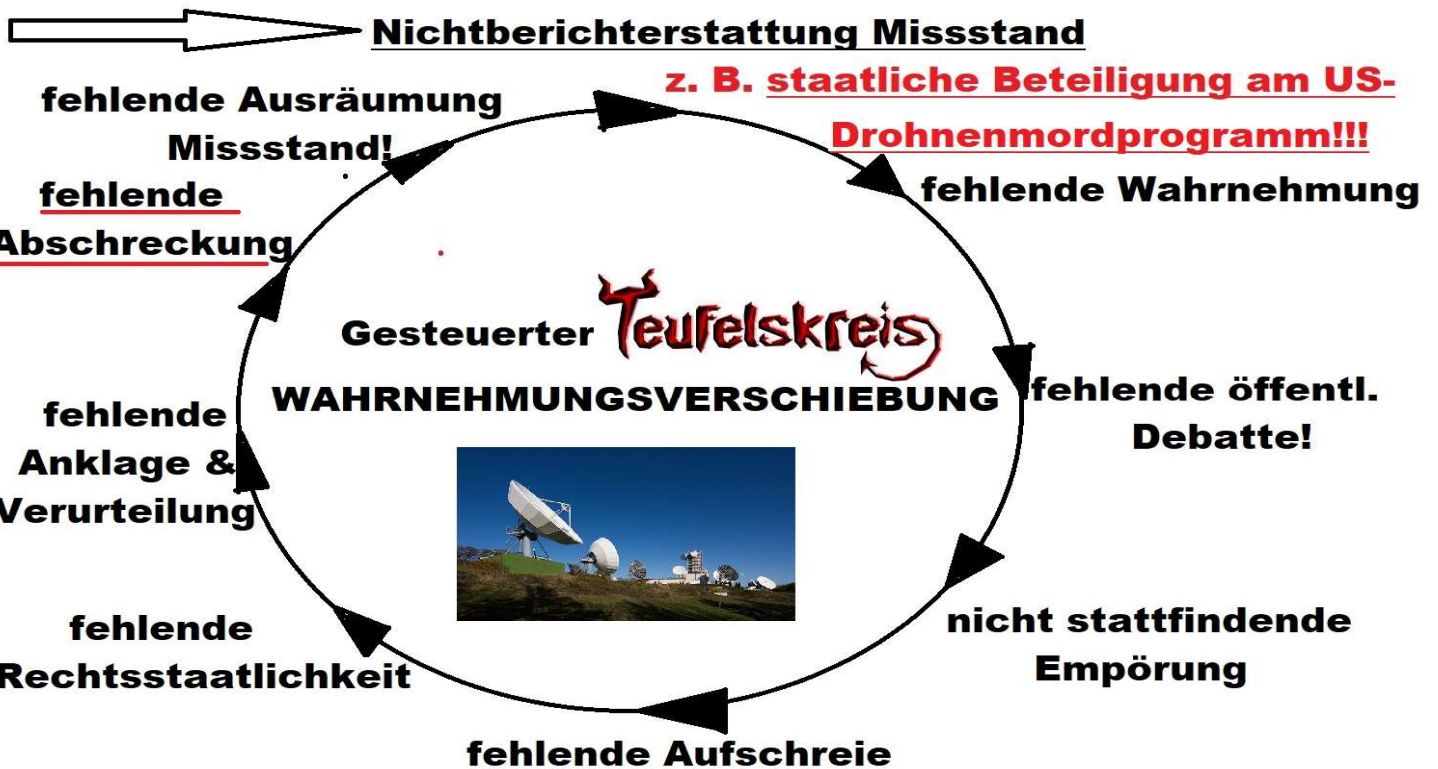 Nichtberichterstattung Missstand
z. B. staatliche Beteiligung am US-
Drohnenmordprogramm!!!
fehlende Wahrnehmung
fehlende öffentl.
Debatte!
nicht stattfindende
Empörung
fehlende Aufschreie
fehlende
Rechtsstaatlichkeit
fehlende
Anklage &
Verurteilung
fehlende
Abschreckung
fehlende Ausräumung
Missstand!
Gesteuerter Teufelskreis
WAHRNEHMUNGSVERSCHIEBUNG